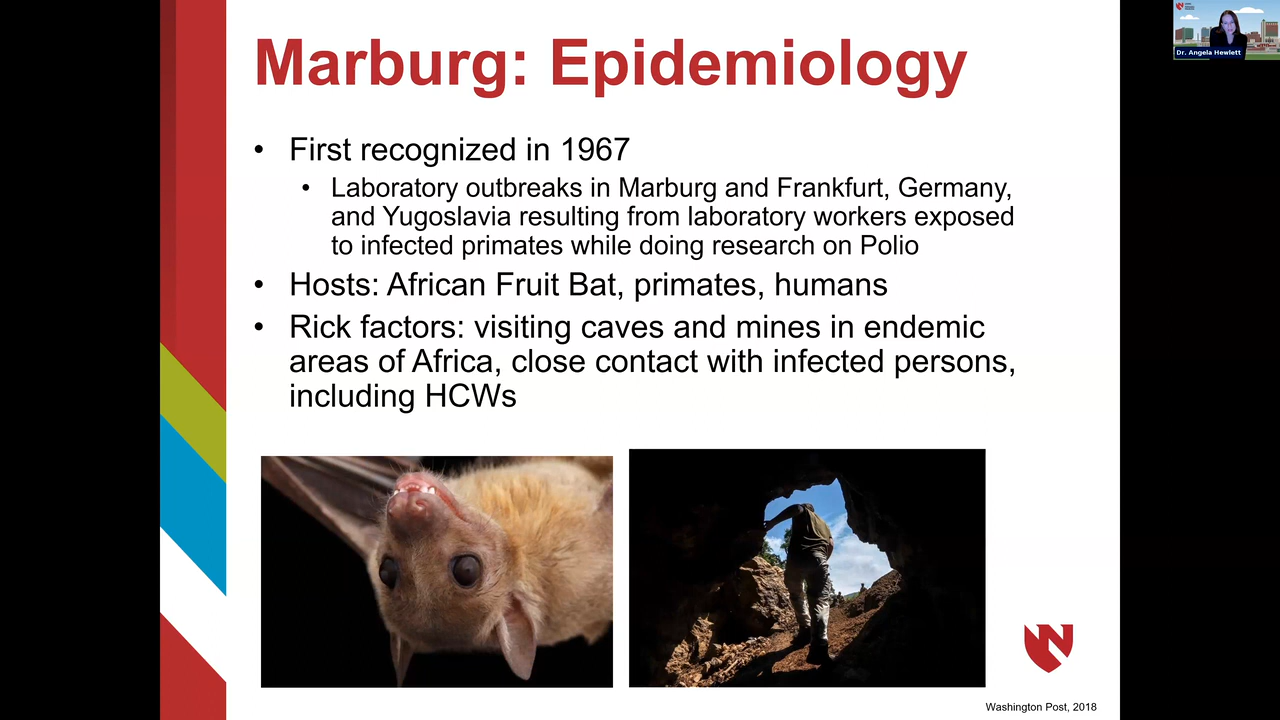 Marburg: Epidemiology
• First recognized in 1967
• Laboratory outbreaks in Marburg and Frankfurt, Germany,
and Yugoslavia resulting from laboratory workers exposed
to infected primates while doing research on Polio
• Hosts: African Fruit Bat, primates, humans
• Rick factors: visiting caves and mines in endemic
areas of Africa, close contact with infected persons,
including HCWs
Washington Post, 2018
Dr. Angela Hewlett